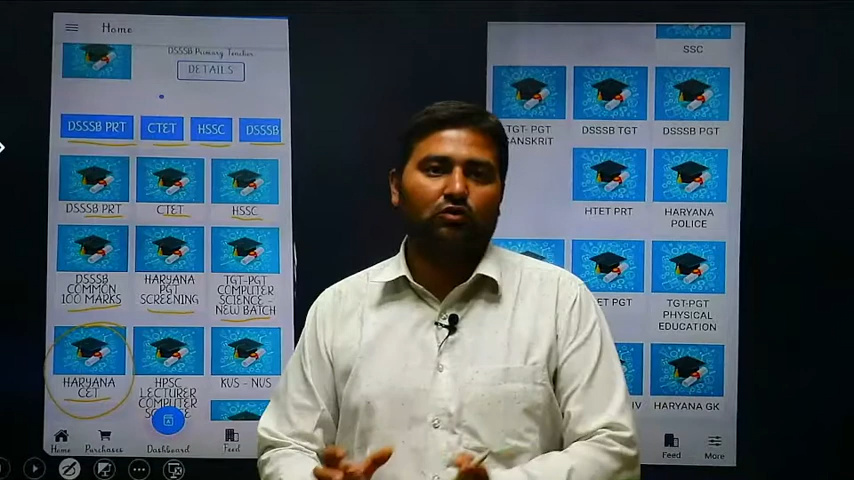 Home
DSSSB Primary Teacher
DETAILS
DSSSB PRT
CTET
HSSC
DSSSB
DSSSB PRT
CTET
HSSC
DSSSB
COMMON
100 MARKS
HARYANA
PGT
SCREENING
TGT-PGT
COMPUTER
SCIENCE -
NEW BATCH
HARYANA
CET
HPSC
LECTURER
COMPUTER
KUS - NUS
Home
Purchases
Dashboard
Feed
SSC
TGT- PGT
DSSSB TGT
DSSSB PGT
HTET PRT
HARYANA
POLICE
PGT
TGT-PGT
PHYSICAL
EDUCATION
HARYANA GK
Feed
More